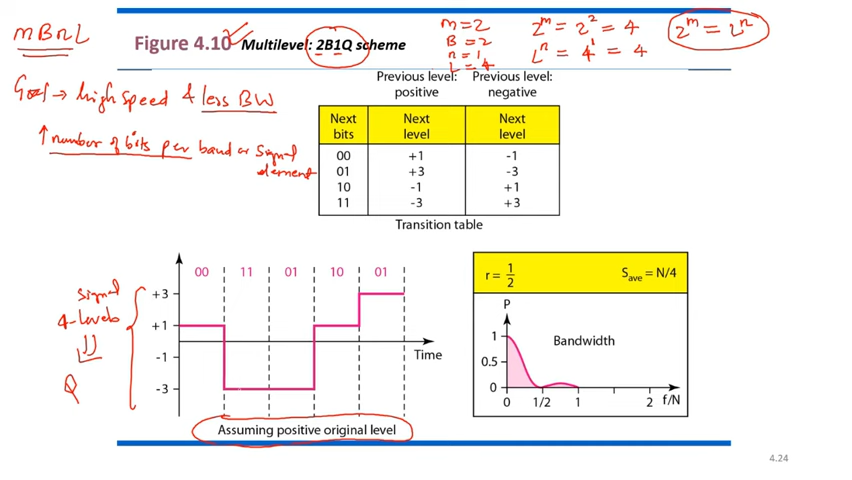 mBnL
Figure 4.10 Multilevel: 2B1Q scheme
m=2
B=2
n=1
L=4
2^m = 2^2 = 4
L^n = 4^1 = 4
2^m = L^n
Goal → high speed & less BW
↑ number of bits per baud or signal
element
Previous level: positive
Previous level: negative
Next bits Next level Next level
00 +1 -1
01 +3 -3
10 -1 +1
11 -3 +3
Transition table
00 11 01 10 01
+3
+1
-1
-3
Time
Signal
4-levels
⇓
Q
Assuming positive original level
r = 1/2 Save = N/4
P
1
0.5
0
Bandwidth
0 1/2 1 2 f/N
4.24